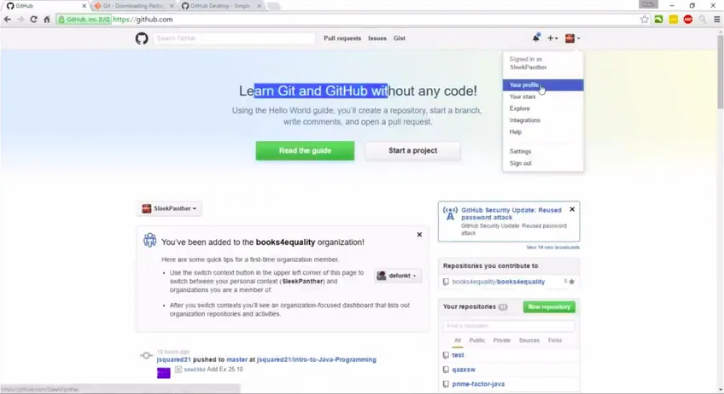 GitHub
Git - Downloading Packag
GitHub Desktop - Simple
GitHub, Inc. [US] https://github.com
Search GitHub
Pull requests Issues Gist
Signed in as
SleekPanther
Your profile
Your stars
Explore
Integrations
Help
Settings
Sign out
Learn Git and GitHub without any code!
Using the Hello World guide, you'll create a repository, start a branch,
write comments, and open a pull request.
Read the guide
Start a project
SleekPanther
You've been added to the books4equality organization!
Here are some quick tips for a first-time organization member.
• Use the switch context button in the upper left corner of this page to
switch between your personal context (SleekPanther) and
organizations you are a member of.
defunkt
• After you switch contexts you'll see an organization-focused dashboard that lists out
organization repositories and activities.
jsquared21 pushed to master at jsquared21/Intro-to-Java-Programming
Add Ex 25.10
GitHub Security Update: Reused
password attack
GitHub Security Update: Reused password
attack
View 14 new broadcasts
Repositories you contribute to
books4equality/booksequality
Your repositories
New repository
Find a repository...
All Public Private Sources Forks
test
qaxsw
prime-factor-java
https://github.com/SleekPanther